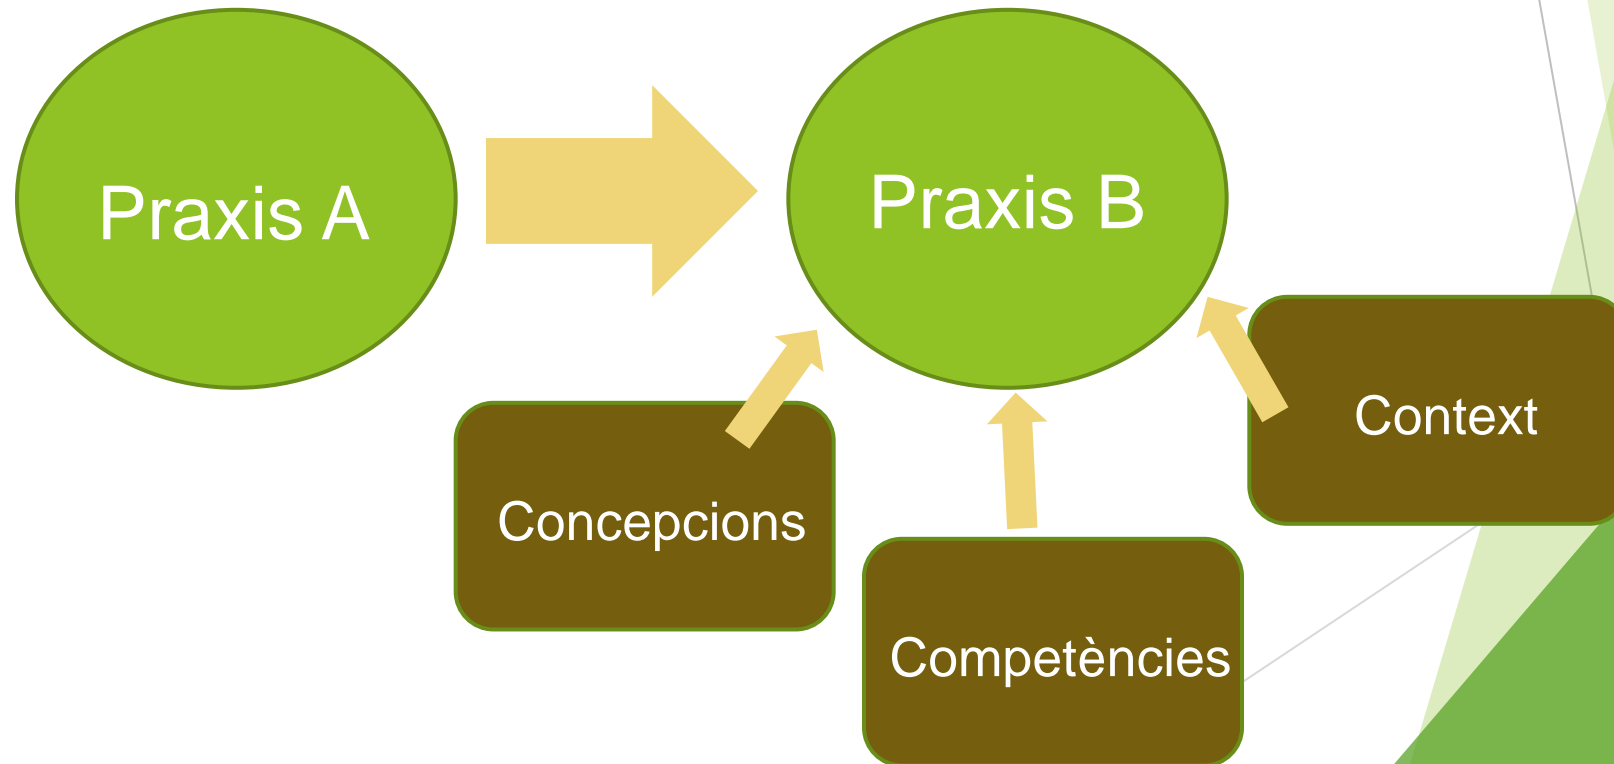 Praxis A
Praxis B
Context
Concepcions
Competències